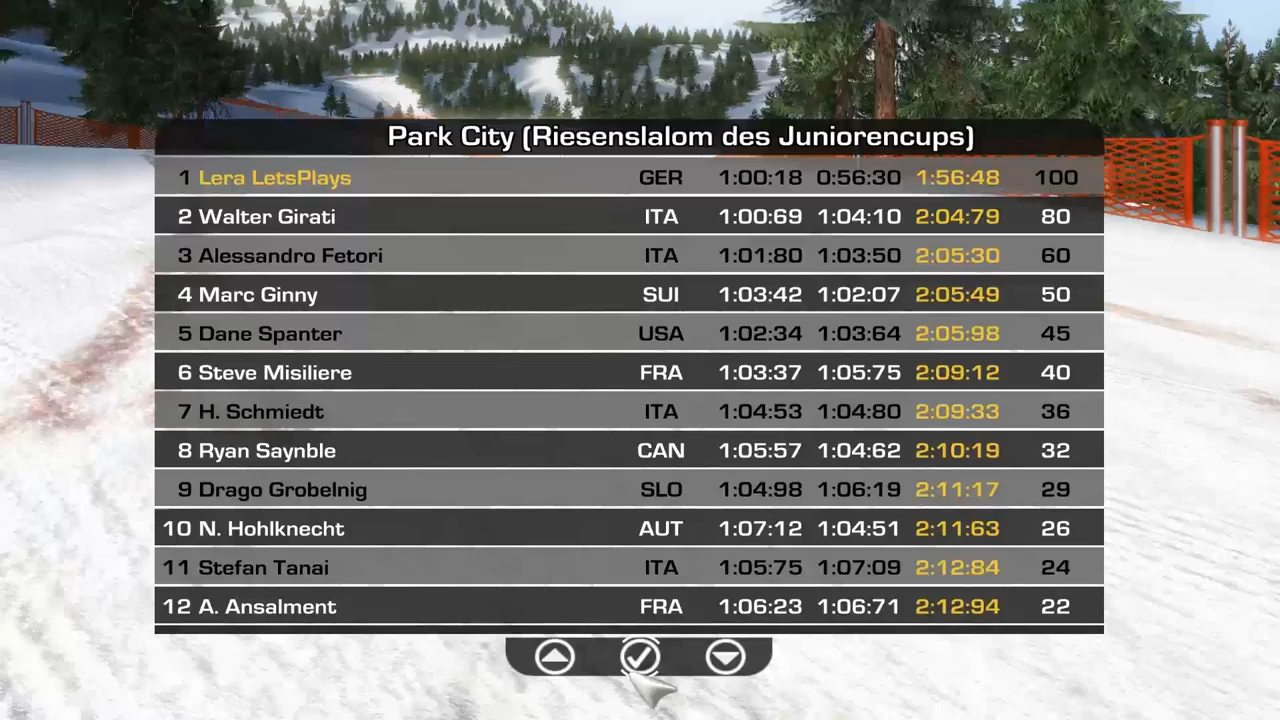 Park City (Riesenslalom des Juniorencups)
1 Lera LetsPlays GER 1:00:18 0:56:30 1:56:48 100
2 Walter Girati ITA 1:00:69 1:04:10 2:04:79 80
3 Alessandro Fetori ITA 1:01:80 1:03:50 2:05:30 60
4 Marc Ginny SUI 1:03:42 1:02:07 2:05:49 50
5 Dane Spanter USA 1:02:34 1:03:64 2:05:98 45
6 Steve Misiliere FRA 1:03:37 1:05:75 2:09:12 40
7 H. Schmiedt ITA 1:04:53 1:04:80 2:09:33 36
8 Ryan Saynble CAN 1:05:57 1:04:62 2:10:19 32
9 Drago Grobelnig SLO 1:04:98 1:06:19 2:11:17 29
10 N. Hohlknecht AUT 1:07:12 1:04:51 2:11:63 26
11 Stefan Tanai ITA 1:05:75 1:07:09 2:12:84 24
12 A. Ansalment FRA 1:06:23 1:06:71 2:12:94 22